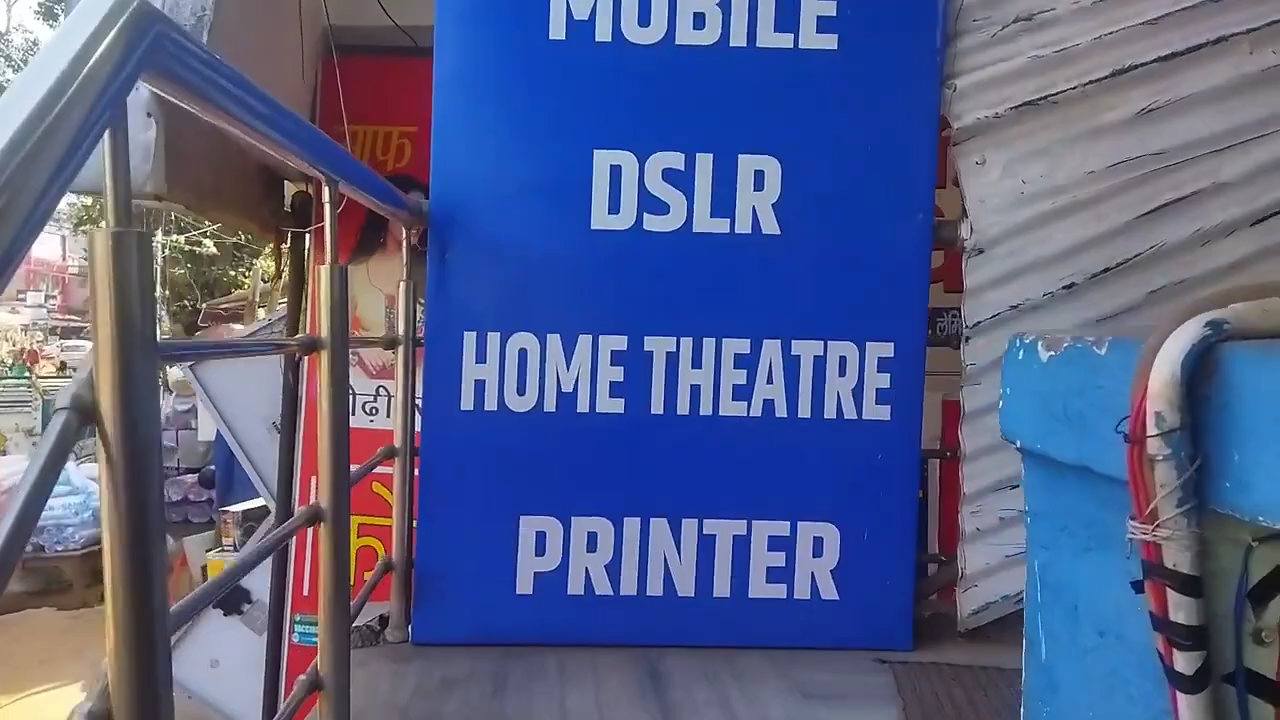 MOBILE
DSLR
HOME THEATRE
PRINTER
साफ